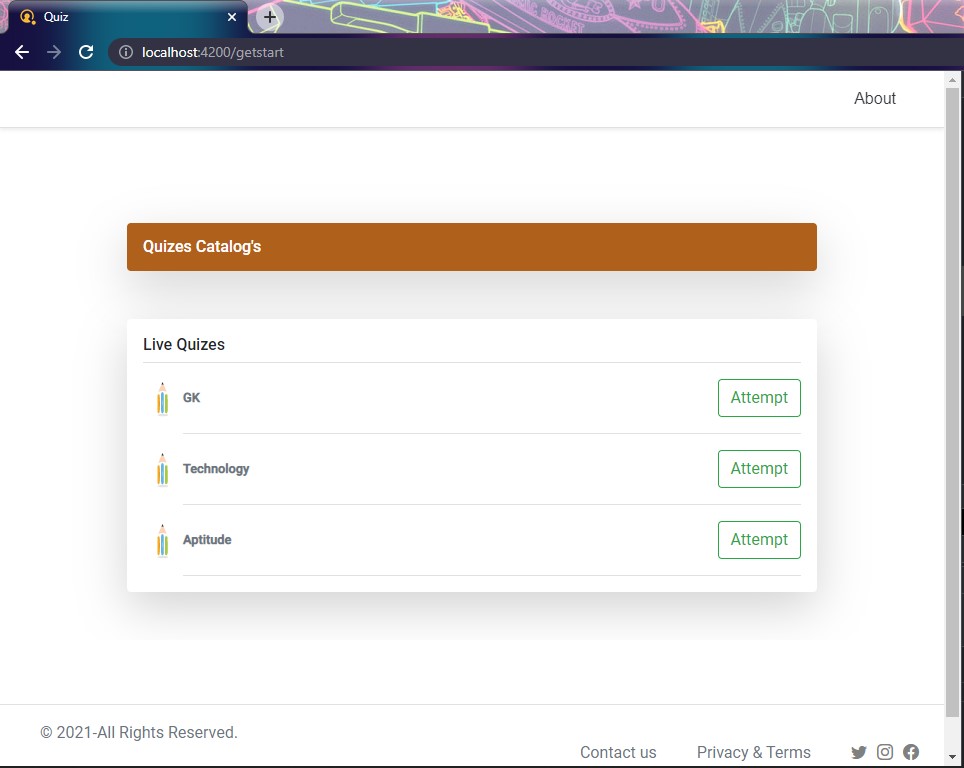 Quiz
localhost:4200/getstart
About
Quizes Catalog's
Live Quizes
GK Attempt
Technology Attempt
Aptitude Attempt
© 2021-All Rights Reserved.
Contact us Privacy & Terms